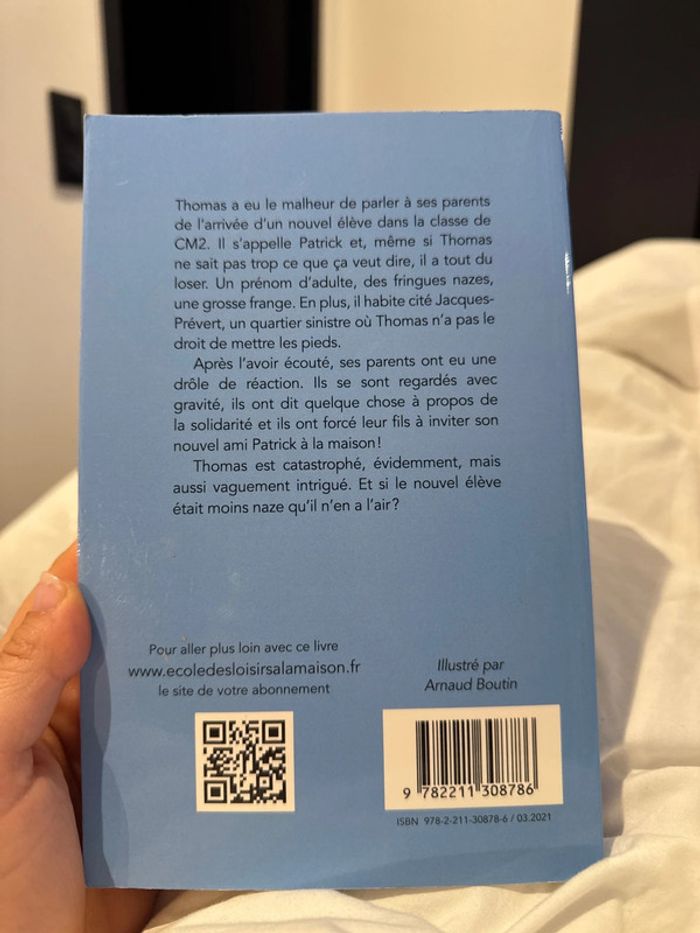 Thomas a eu le malheur de parler à ses parents
de l'arrivée d'un nouvel élève dans la classe de
CM2. Il s'appelle Patrick et, même si Thomas
ne sait pas trop ce que ça veut dire, il a tout du
loser. Un prénom d'adulte, des fringues nazes,
une grosse frange. En plus, il habite cité Jacques-
Prévert, un quartier sinistre où Thomas n'a pas le
droit de mettre les pieds.
Après l'avoir écouté, ses parents ont eu une
drôle de réaction. Ils se sont regardés avec
gravité, ils ont dit quelque chose à propos de
la solidarité et ils ont forcé leur fils à inviter son
nouvel ami Patrick à la maison!
Thomas est catastrophé, évidemment, mais
aussi vaguement intrigué. Et si le nouvel élève
était moins naze qu'il n'en a l'air?
Pour aller plus loin avec ce livre
www.ecoledesloisirsalamaison.fr
le site de votre abonnement
Illustré par
Arnaud Boutin
9 782211 308786
ISBN 978-2-211-30878-6 / 03.2021